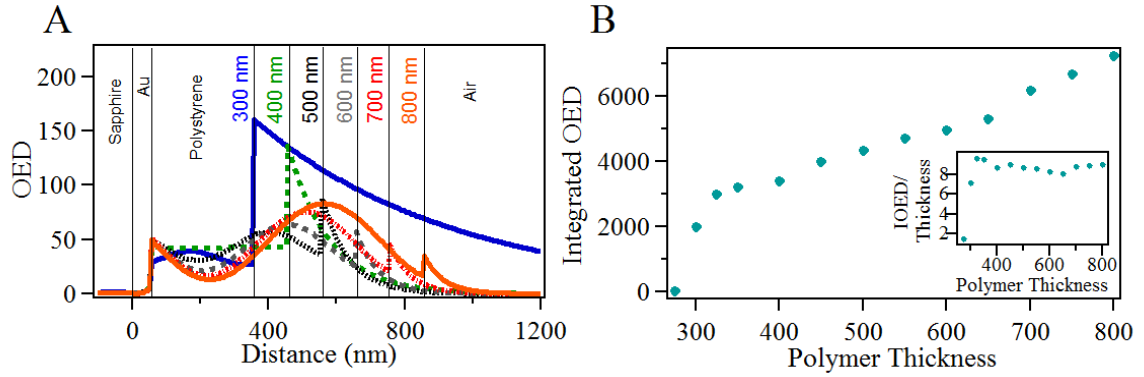 A
OED
200
150
100
50
0
Sapphire
Au
Polystyrene
300 nm
400 nm
500 nm
600 nm
700 nm
800 nm
Air
0
400
800
1200
Distance (nm)
B
Integrated OED
6000
4000
2000
0
300
400
500
600
700
800
Polymer Thickness
IOED/
Thickness
8
6
4
2
400
600
800
Polymer Thickness